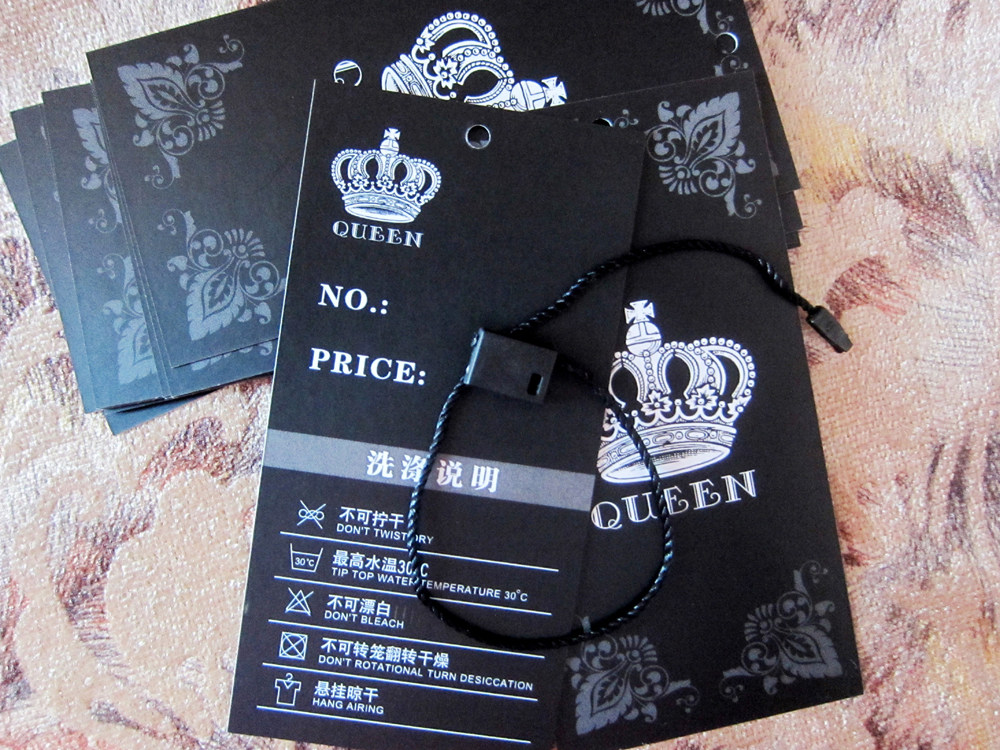 QUEEN
NO.:
PRICE:
洗涤说明
不可拧干
DON'T TWIST DRY
30°C
最高水温30°C
TIP TOP WATER TEMPERATURE 30°C
不可漂白
DON'T BLEACH
不可转笼翻转干燥
DON'T ROTATIONAL TURN DESICCATION
悬挂晾干
HANG AIRING
QUEEN